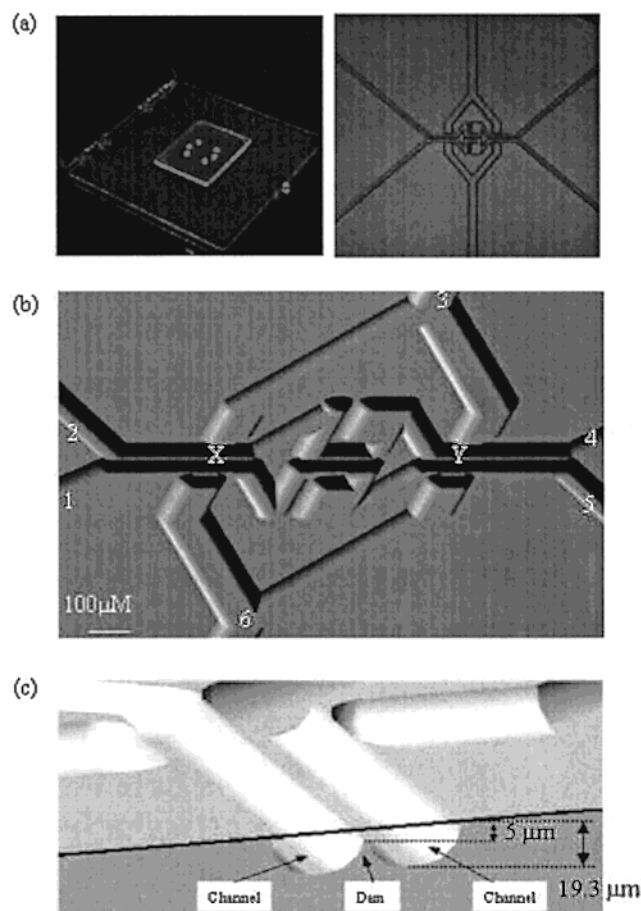 (a)
(b)
3
2
X
Y
4
1
5
100μM
6
(c)
5 μm
19.3 μm
Channel
Dam
Channel